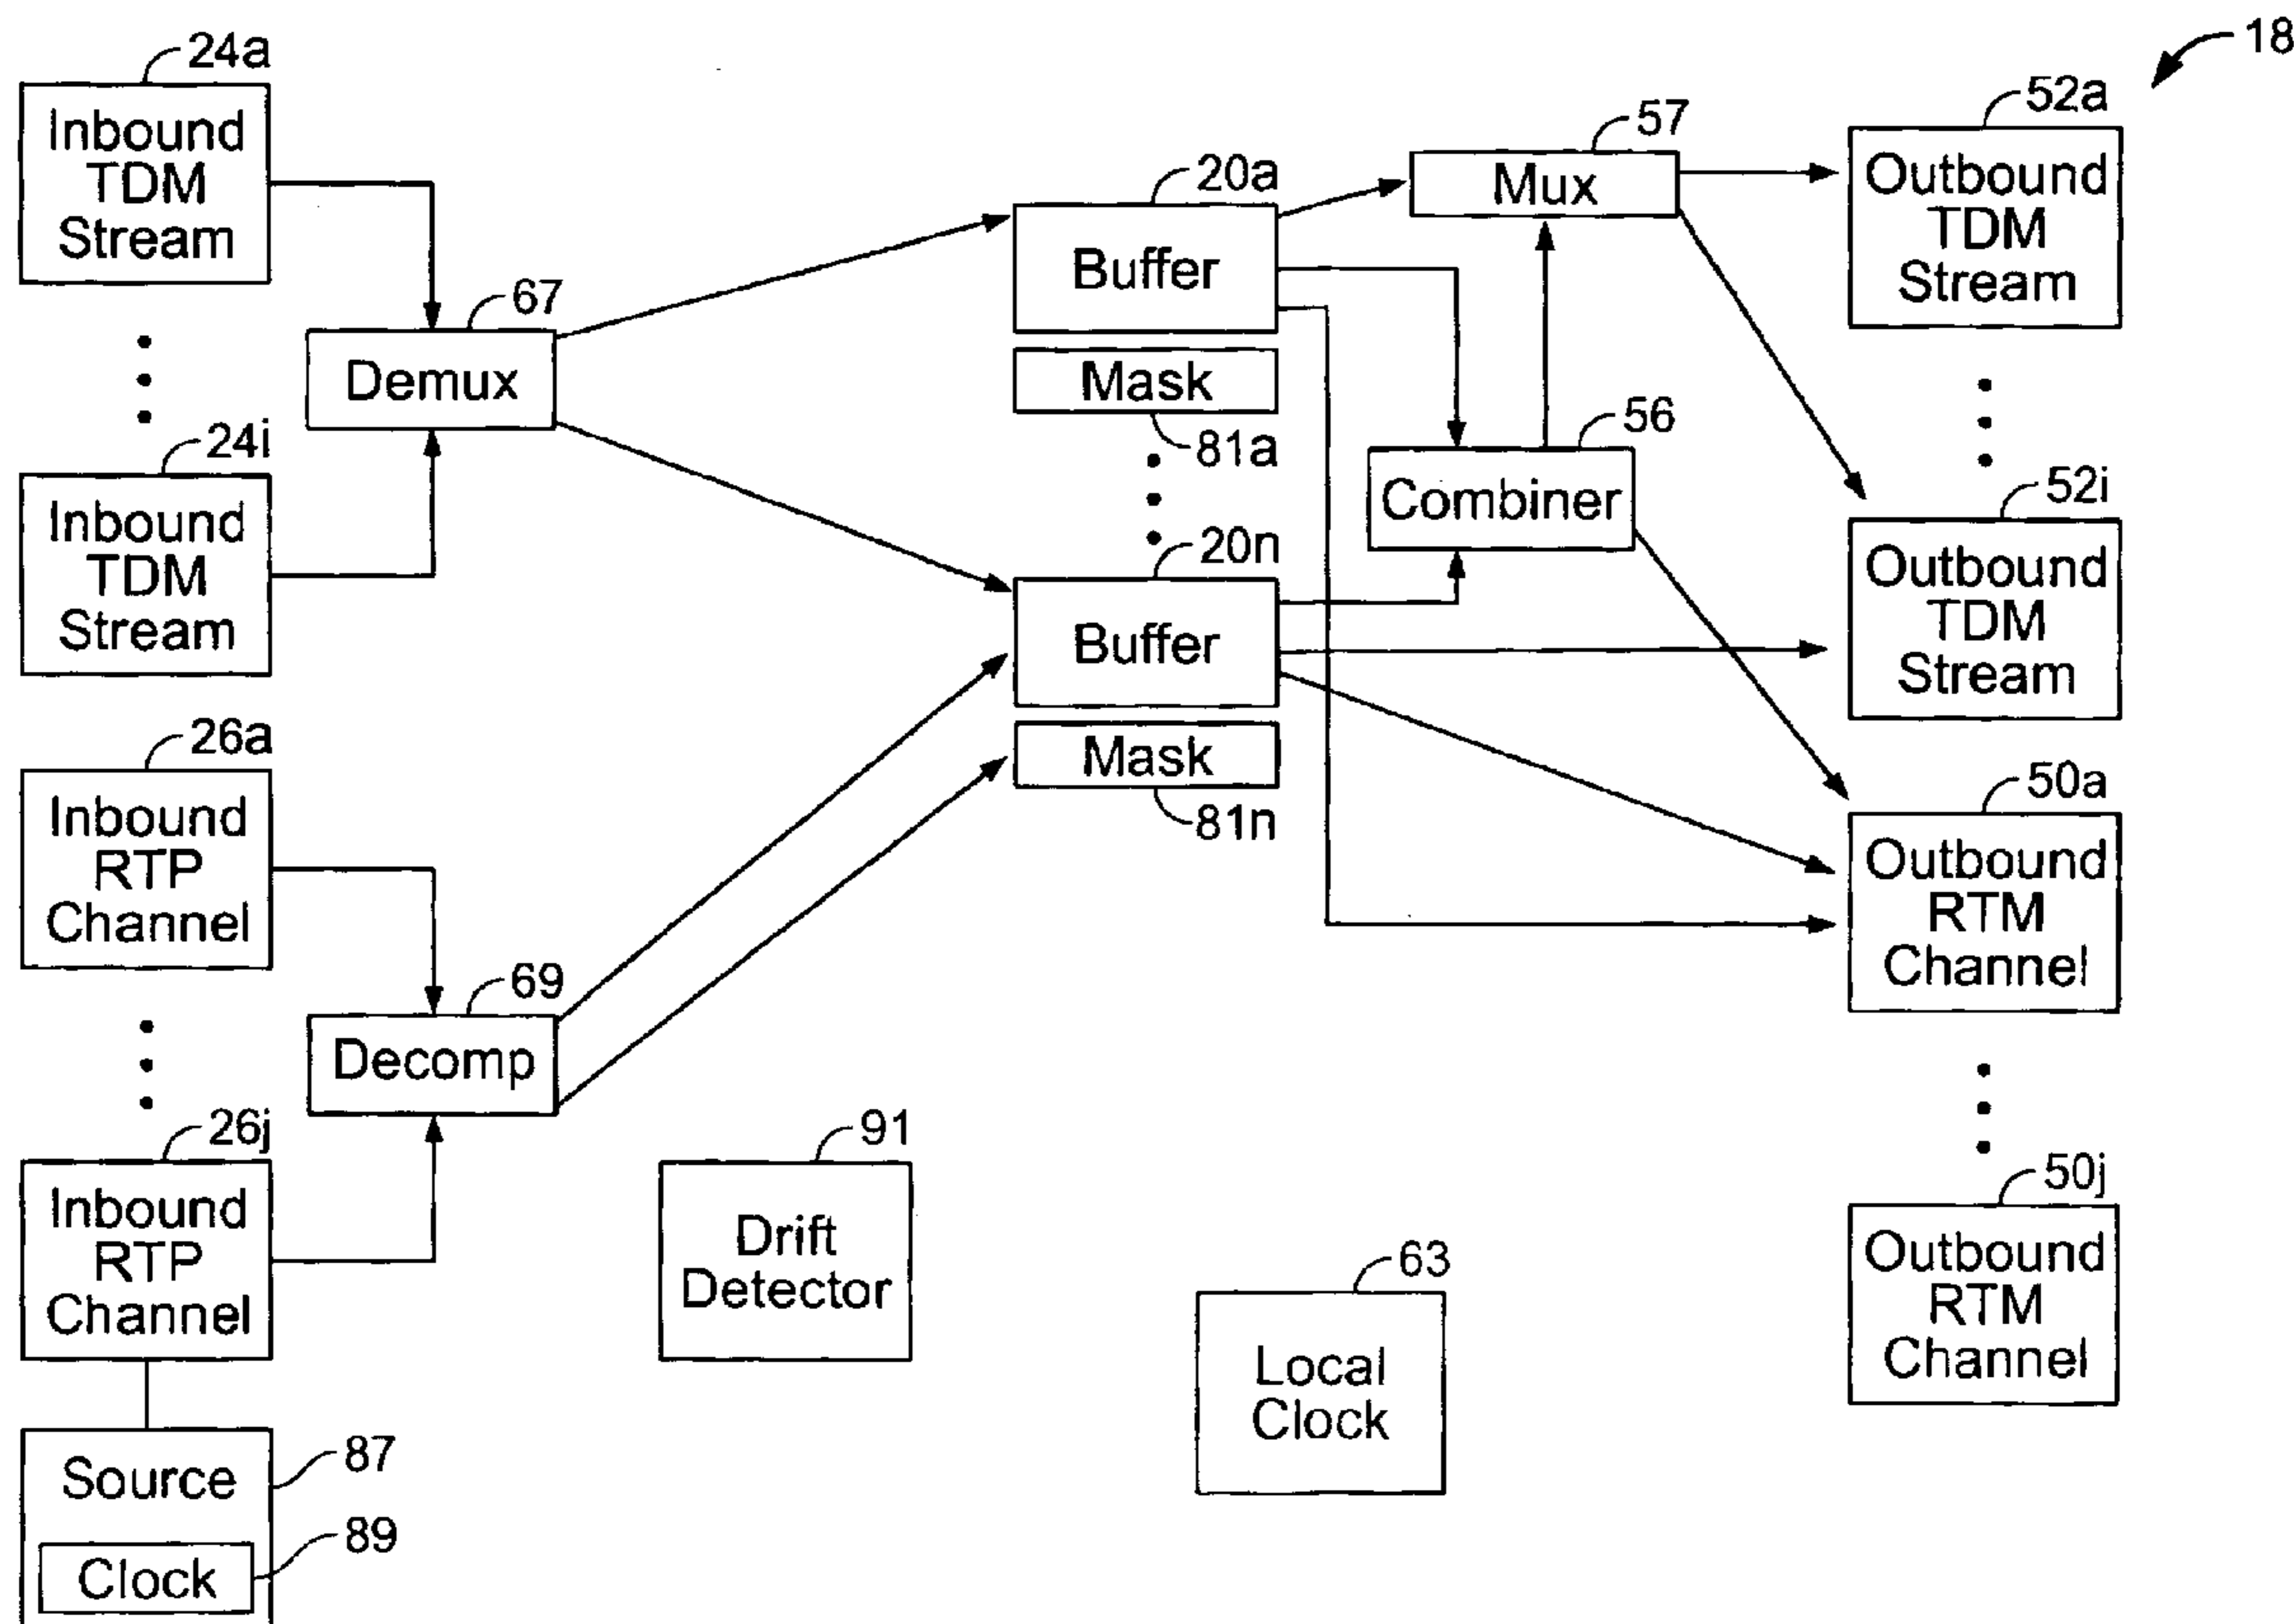 18
24a
Inbound
TDM
Stream
24i
Inbound
TDM
Stream
26a
Inbound
RTP
Channel
26j
Inbound
RTP
Channel
Source
87
Clock
89
67
Demux
69
Decomp
91
Drift
Detector
20a
Buffer
Mask
81a
20n
Buffer
Mask
81n
57
Mux
56
Combiner
63
Local
Clock
52a
Outbound
TDM
Stream
52i
Outbound
TDM
Stream
50a
Outbound
RTM
Channel
50j
Outbound
RTM
Channel